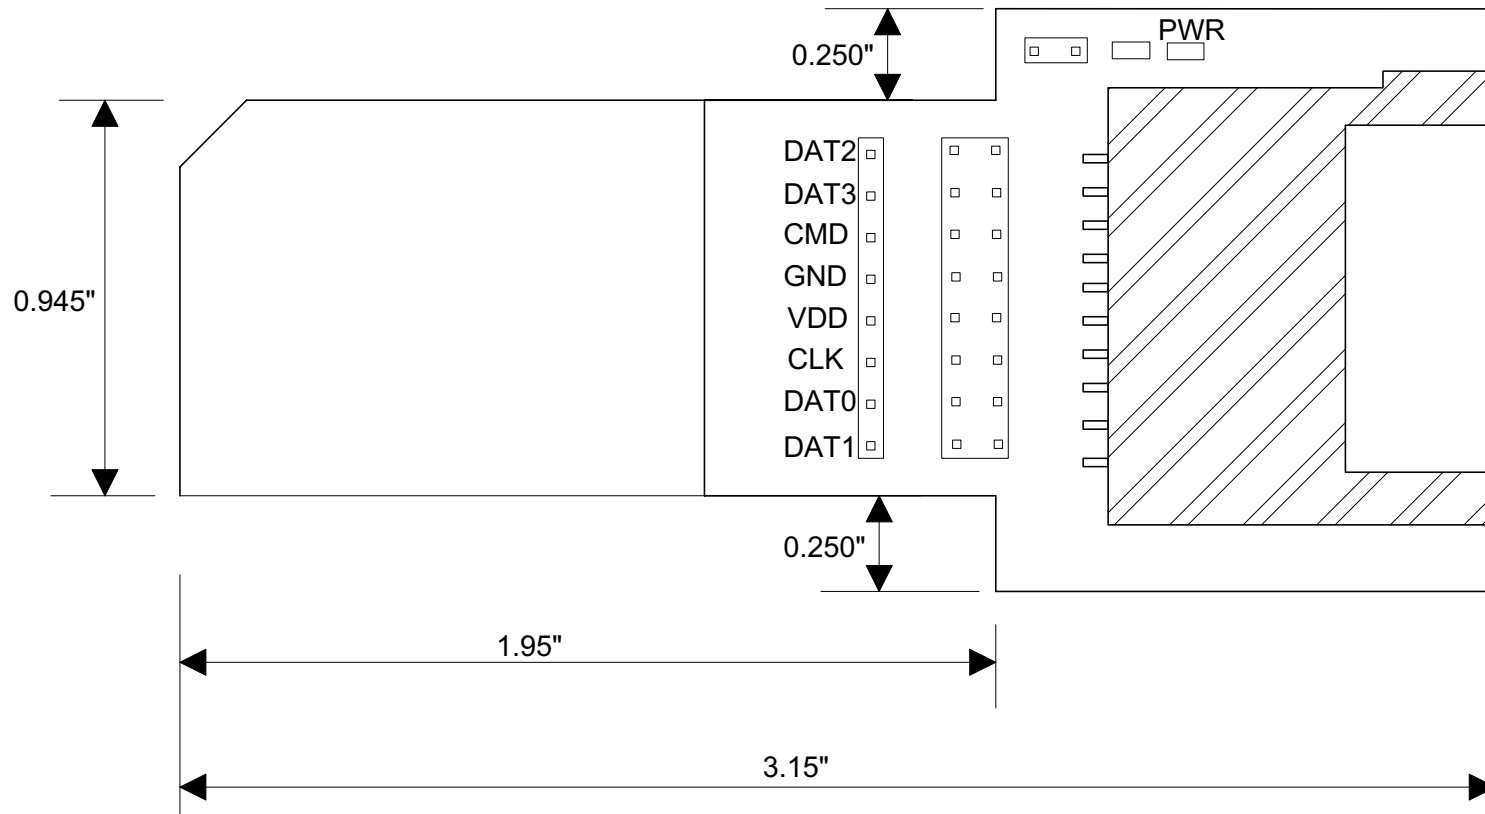 PWR
0.250"
DAT2
DAT3
CMD
GND
0.945"
VDD
CLK
DAT0
DAT1
0.250"
1.95"
3.15"